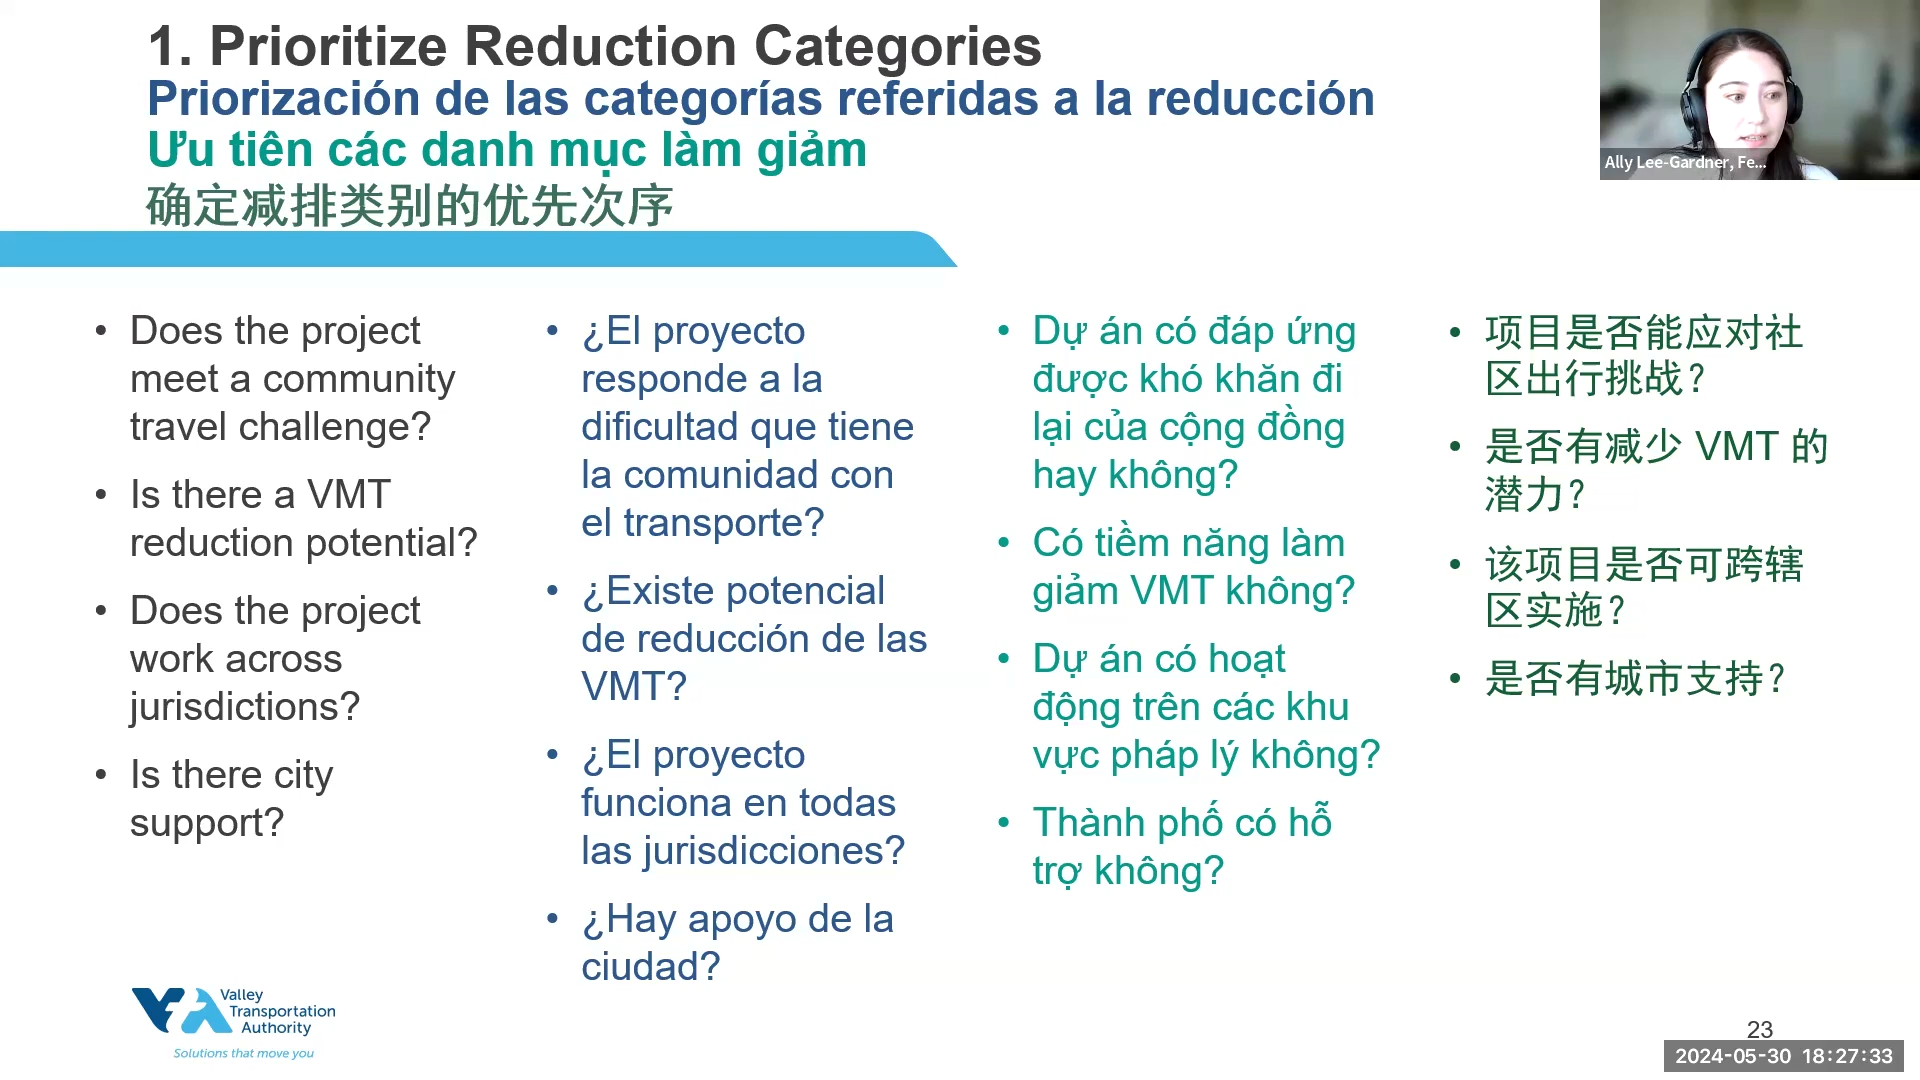 1. Prioritize Reduction Categories
Priorización de las categorías referidas a la reducción
Ưu tiên các danh mục làm giảm
确定减排类别的优先次序
Ally Lee-Gardner, Fe...
• Does the project
meet a community
travel challenge?
• Is there a VMT
reduction potential?
• Does the project
work across
jurisdictions?
• Is there city
support?
• ¿El proyecto
responde a la
dificultad que tiene
la comunidad con
el transporte?
• ¿Existe potencial
de reducción de las
VMT?
• ¿El proyecto
funciona en todas
las jurisdicciones?
• ¿Hay apoyo de la
ciudad?
• Dự án có đáp ứng
được khó khăn đi
lại của cộng đồng
hay không?
• Có tiềm năng làm
giảm VMT không?
• Dự án có hoạt
động trên các khu
vực pháp lý không?
• Thành phố có hỗ
trợ không?
• 项目是否能应对社
区出行挑战？
• 是否有减少 VMT 的
潜力？
• 该项目是否可跨辖
区实施？
• 是否有城市支持？
VTA
Valley
Transportation
Authority
Solutions that move you
23
2024-05-30 18:27:33